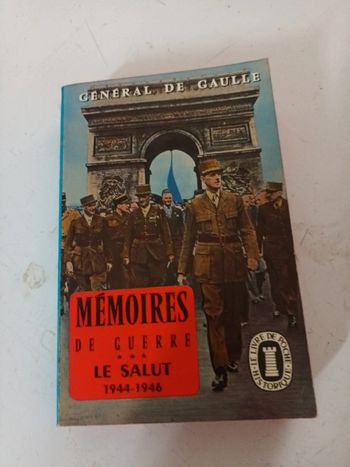 GÉNÉRAL DE GAULLE
MÉMOIRES
DE GUERRE
★ ★ ★
LE SALUT
1944-1946
LE LIVRE DE POCHE
HISTORIQUE